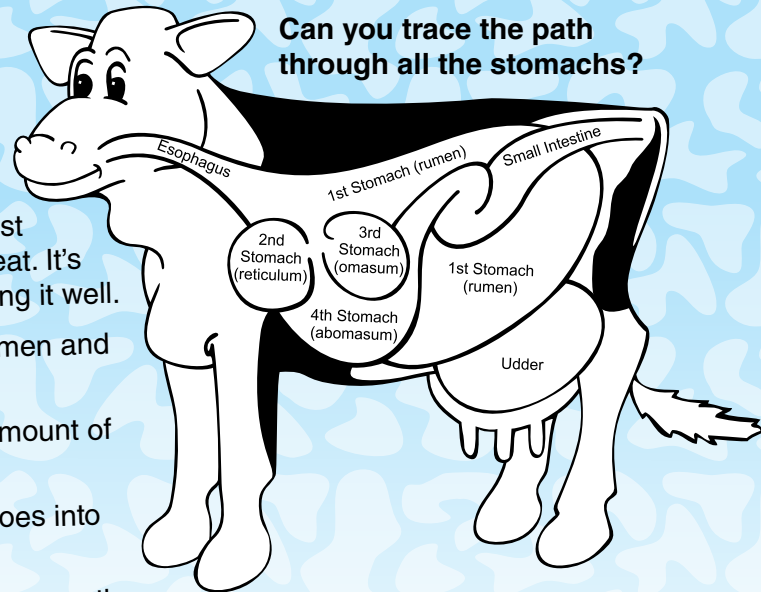 Can you trace the path
through all the stomachs?
Esophagus
1st Stomach (rumen)
Small Intestine
2nd
Stomach
(reticulum)
3rd
Stomach
(omasum)
1st Stomach
(rumen)
4th Stomach
(abomasum)
Udder
st
eat. It's
ng it well.
men and
mount of
oes into